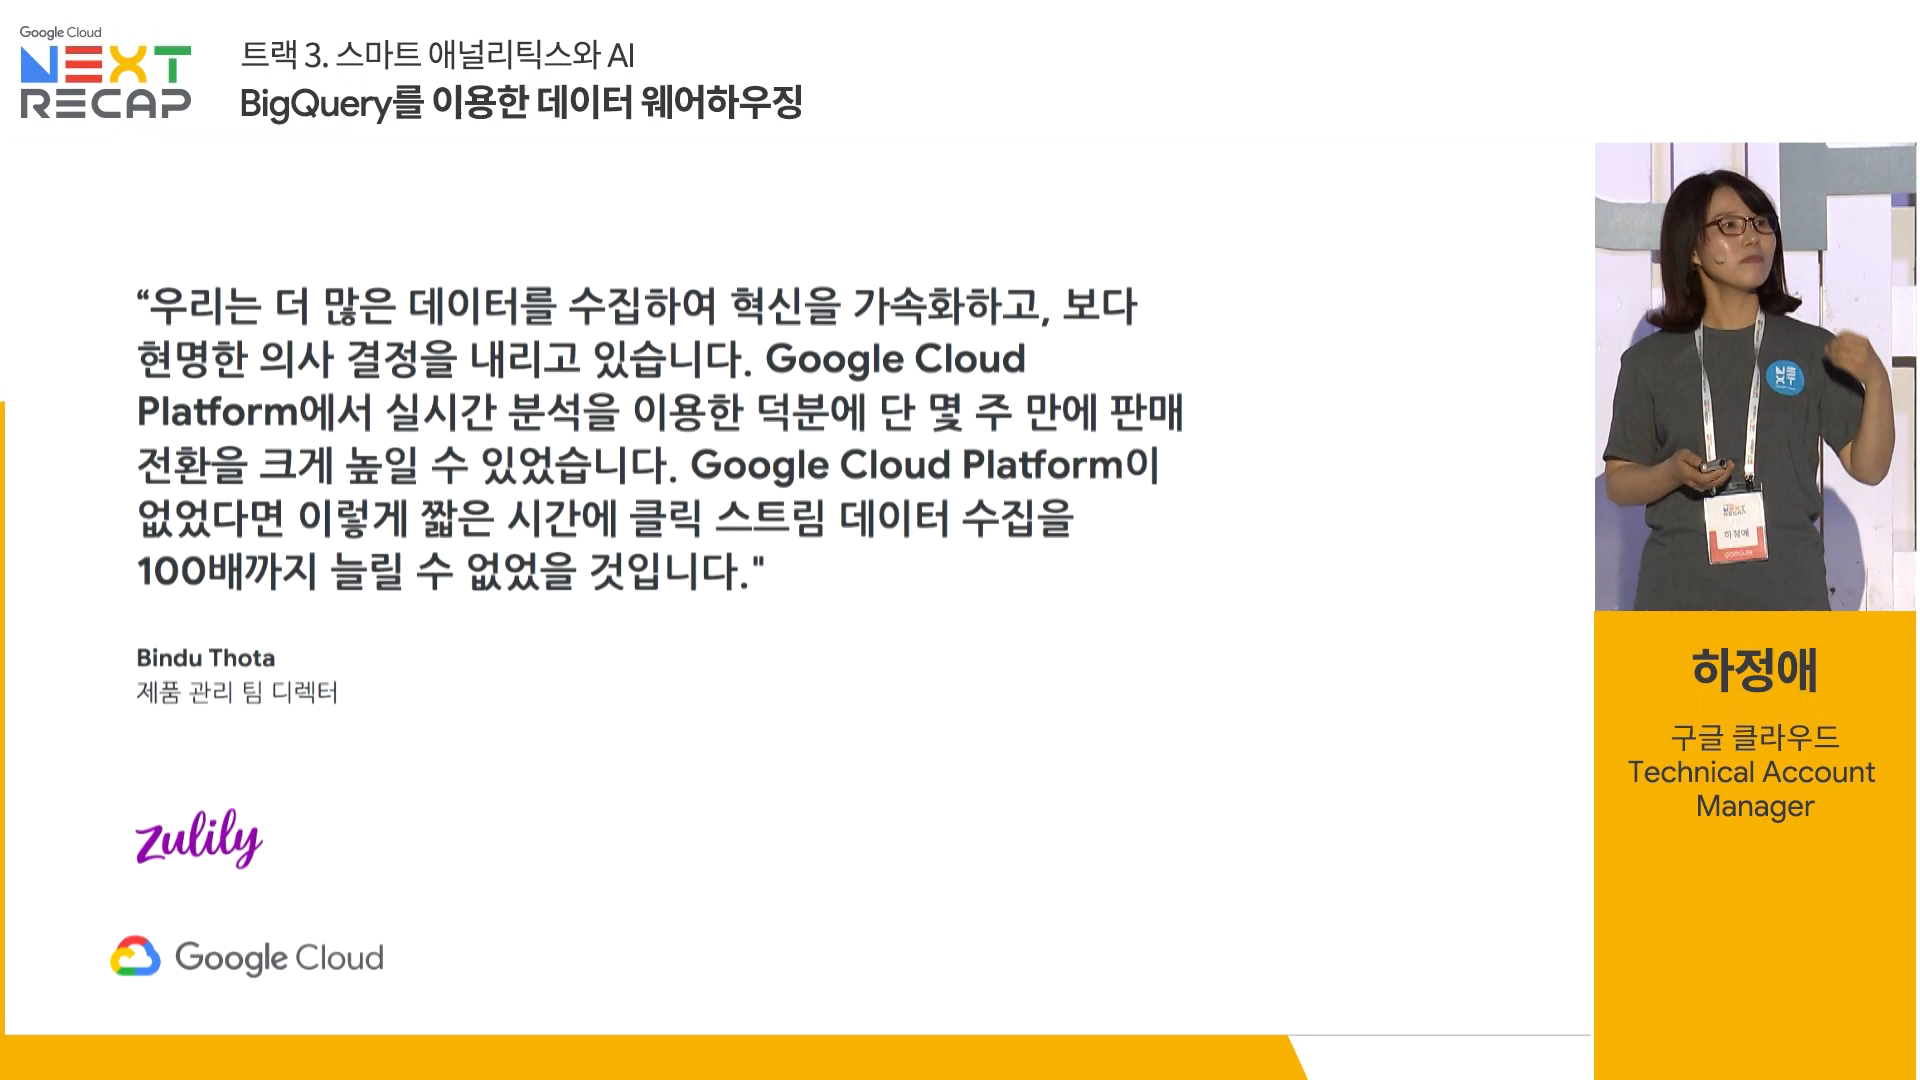 Google Cloud
NEXT
RECAP
트랙 3. 스마트 애널리틱스와 AI
BigQuery를 이용한 데이터 웨어하우징
“우리는 더 많은 데이터를 수집하여 혁신을 가속화하고, 보다
현명한 의사 결정을 내리고 있습니다. Google Cloud
Platform에서 실시간 분석을 이용한 덕분에 단 몇 주 만에 판매
전환을 크게 높일 수 있었습니다. Google Cloud Platform이
없었다면 이렇게 짧은 시간에 클릭 스트림 데이터 수집을
100배까지 늘릴 수 없었을 것입니다."
Bindu Thota
제품 관리 팀 디렉터
zulily
Google Cloud
NEXT
NEXT
RECAP
하정애
GOOGLER
하정애
구글 클라우드
Technical Account
Manager